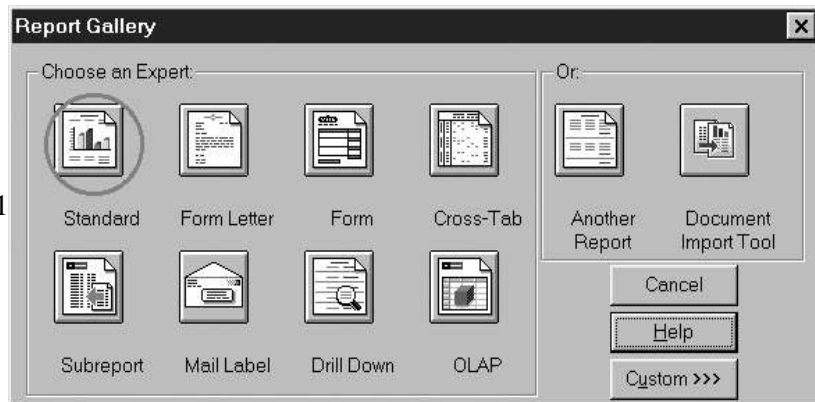 Report Gallery
Choose an Expert:
Standard Form Letter Form Cross-Tab
Subreport Mail Label Drill Down OLAP
Or:
Another Report
Document Import Tool
Cancel
Help
Custom >>>
1